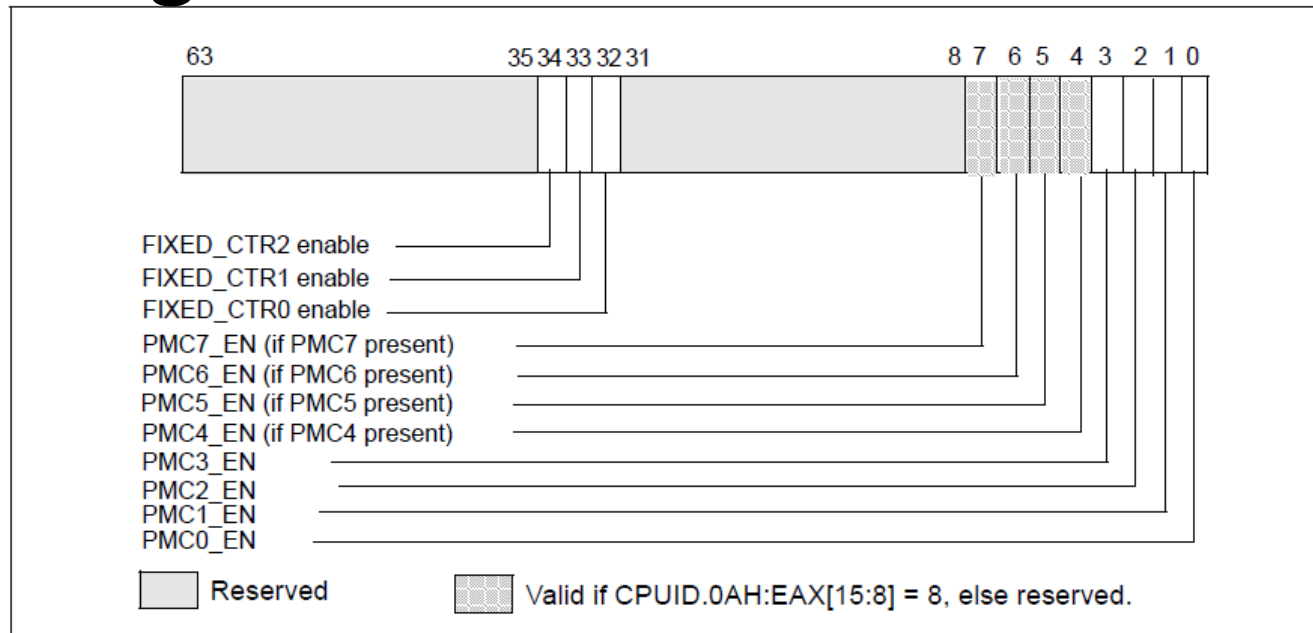 63 35 34 33 32 31 8 7 6 5 4 3 2 1 0
FIXED_CTR2 enable
FIXED_CTR1 enable
FIXED_CTR0 enable
PMC7_EN (if PMC7 present)
PMC6_EN (if PMC6 present)
PMC5_EN (if PMC5 present)
PMC4_EN (if PMC4 present)
PMC3_EN
PMC2_EN
PMC1_EN
PMC0_EN
Reserved Valid if CPUID.0AH:EAX[15:8] = 8, else reserved.